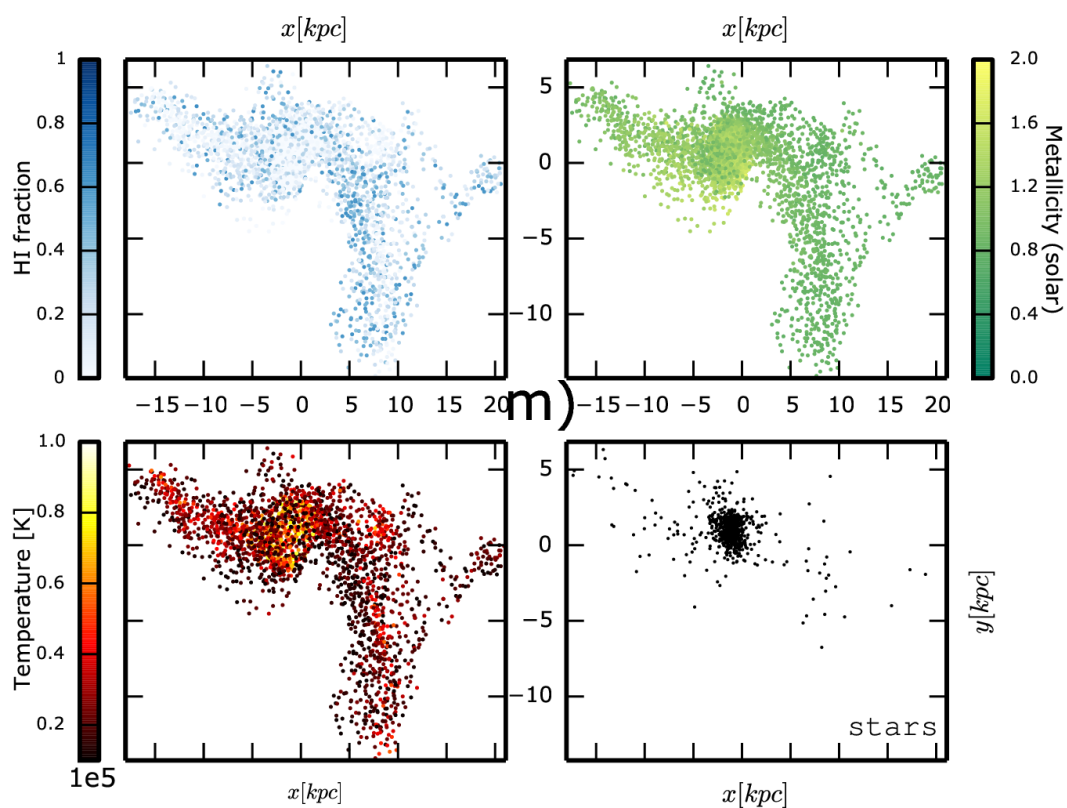 x[kpc]
x[kpc]
HI fraction
1
0.8
0.6
0.4
0.2
0
5
0
−5
−10
2.0
1.6
1.2
0.8
0.4
0.0
Metallicity (solar)
−15 −10 −5 0 5 10 15 20
m)
−15 −10 −5 0 5 10 15 20
Temperature [K]
1.0
0.8
0.6
0.4
0.2
1e5
5
0
−5
−10
y[kpc]
stars
x[kpc]
x[kpc]